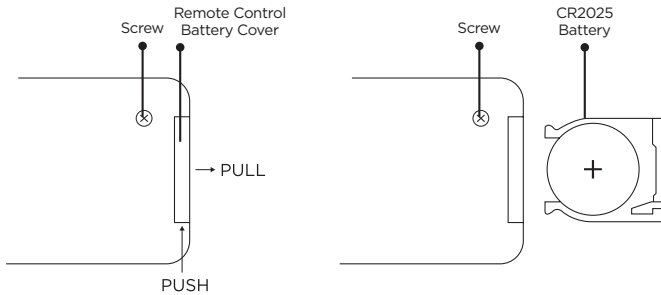 Screw
Remote Control
Battery Cover
PULL
PUSH
Screw
CR2025
Battery
+